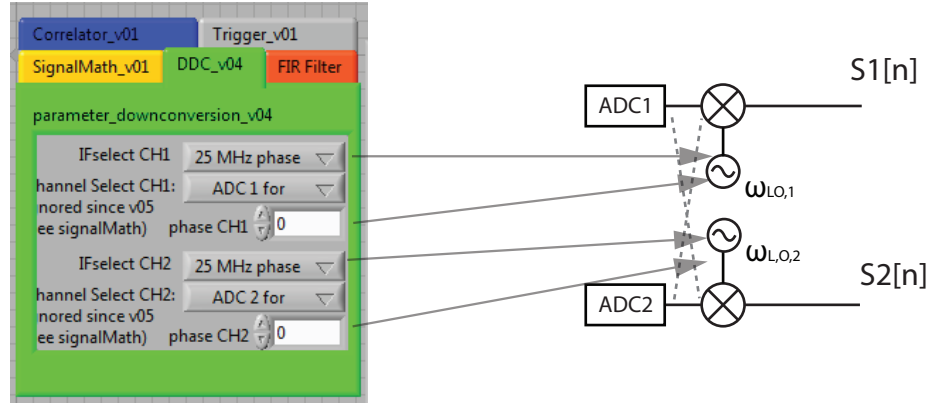 Correlator_v01
Trigger_v01
SignalMath_v01
DDC_v04
FIR Filter
parameter_downconversion_v04
IFselect CH1
25 MHz phase
hannel Select CH1:
nored since v05
ee signalMath)
ADC 1 for
phase CH1
0
IFselect CH2
25 MHz phase
hannel Select CH2:
nored since v05
ee signalMath)
ADC 2 for
phase CH2
0
S1[n]
ADC1
ωLO,1
ωL,O,2
S2[n]
ADC2